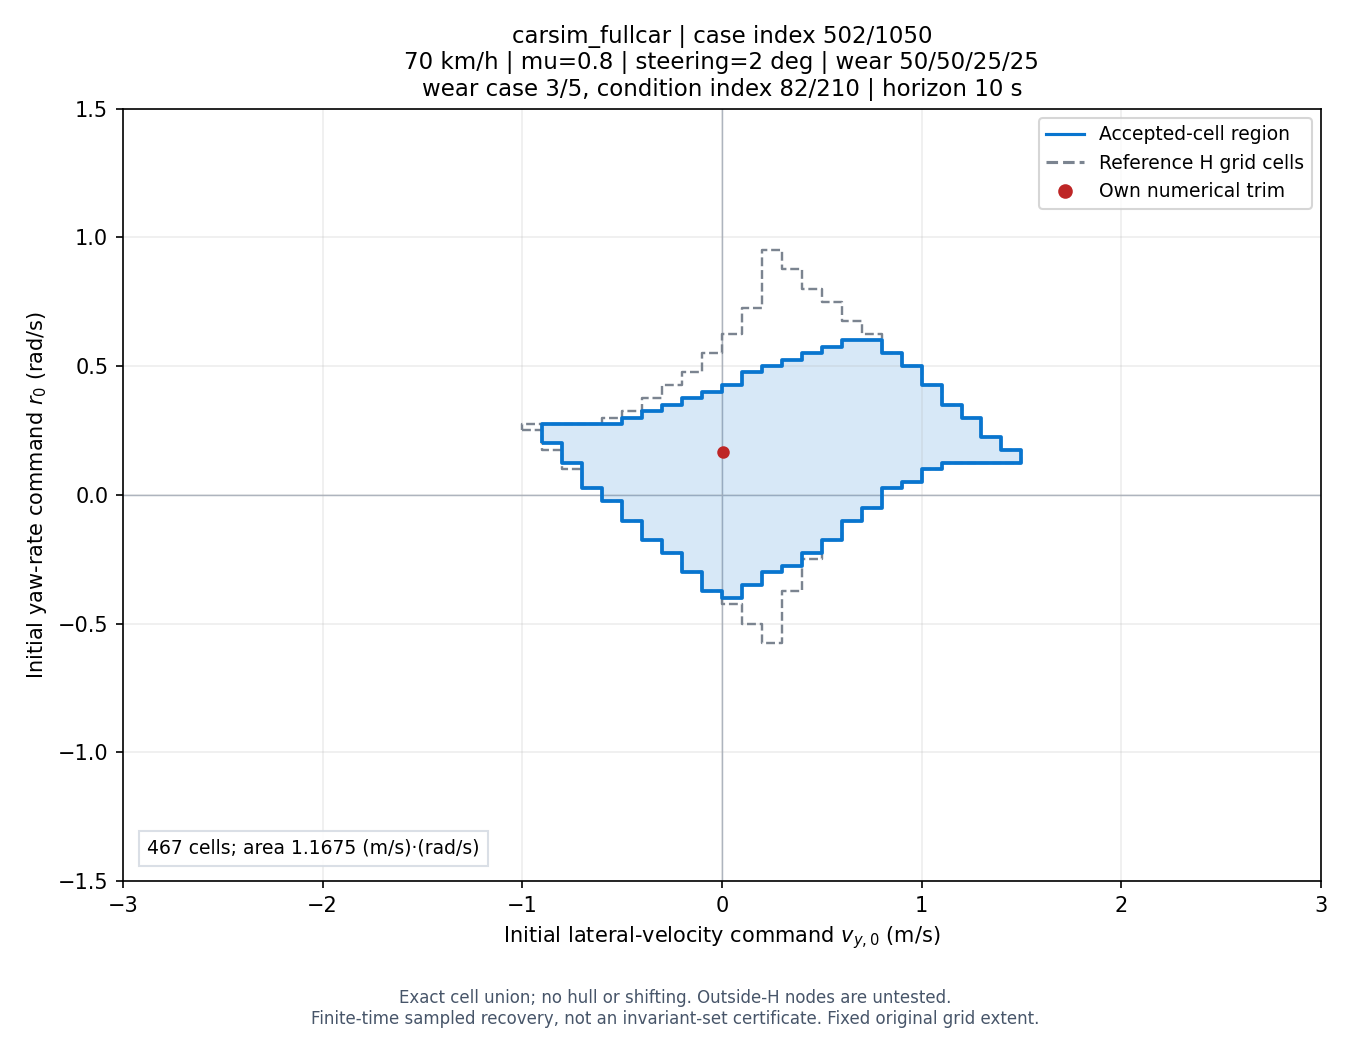 carsim_fullcar | case index 502/1050
70 km/h | mu=0.8 | steering=2 deg | wear 50/50/25/25
wear case 3/5, condition index 82/210 | horizon 10 s
Accepted-cell region
Reference H grid cells
Own numerical trim
1.5
1.0
0.5
0.0
−0.5
−1.0
−1.5
Initial yaw-rate command r₀ (rad/s)
467 cells; area 1.1675 (m/s)·(rad/s)
−3
−2
−1
0
1
2
3
Initial lateral-velocity command v_{y,0} (m/s)
Exact cell union; no hull or shifting. Outside-H nodes are untested.
Finite-time sampled recovery, not an invariant-set certificate. Fixed original grid extent.